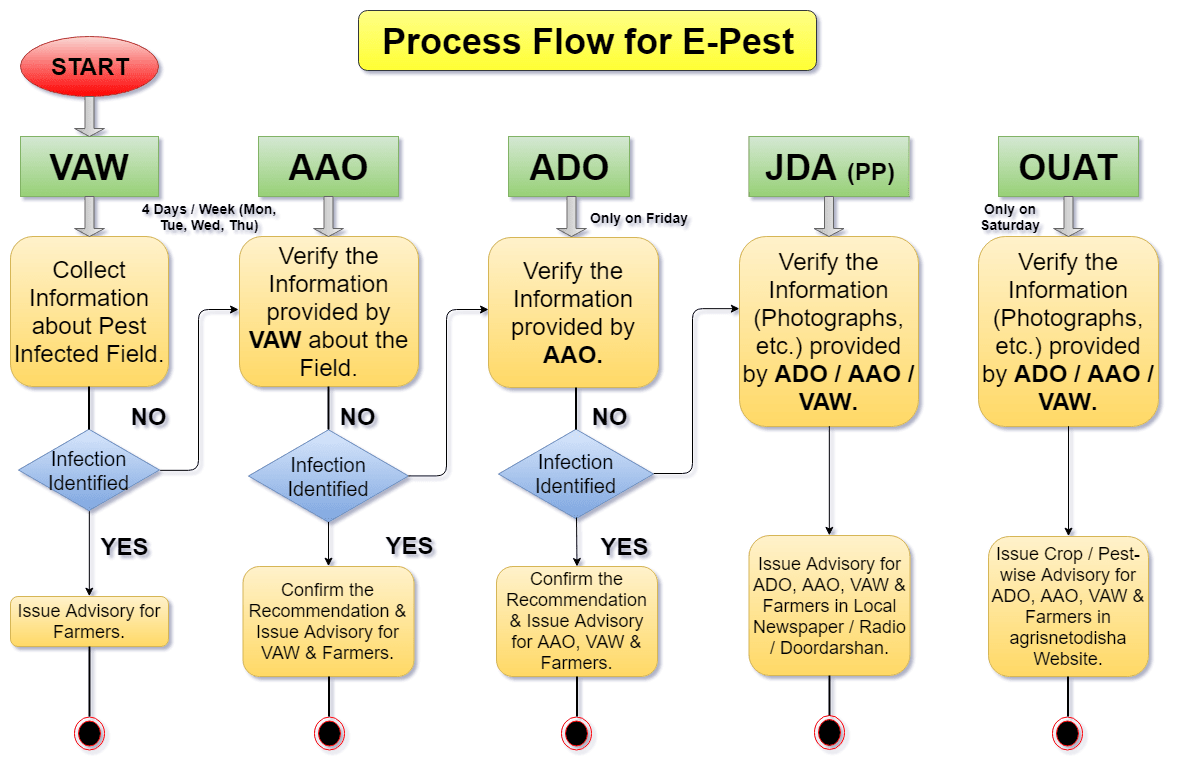 Process Flow for E-Pest
START
VAW
4 Days / Week (Mon,
Tue, Wed, Thu)
Collect
Information
about Pest
Infected Field.
NO
Infection
Identified
YES
Issue Advisory for
Farmers.
AAO
Verify the
Information
provided by
VAW about the
Field.
NO
Infection
Identified
YES
Confirm the
Recommendation &
Issue Advisory for
VAW & Farmers.
ADO
Only on Friday
Verify the
Information
provided by
AAO.
NO
Infection
Identified
YES
Confirm the
Recommendation
& Issue Advisory
for AAO, VAW &
Farmers.
JDA (PP)
Verify the
Information
(Photographs,
etc.) provided
by ADO / AAO /
VAW.
Issue Advisory for
ADO, AAO, VAW &
Farmers in Local
Newspaper / Radio
/ Doordarshan.
OUAT
Only on
Saturday
Verify the
Information
(Photographs,
etc.) provided
by ADO / AAO /
VAW.
Issue Crop / Pest-
wise Advisory for
ADO, AAO, VAW &
Farmers in
agrisnetodisha
Website.